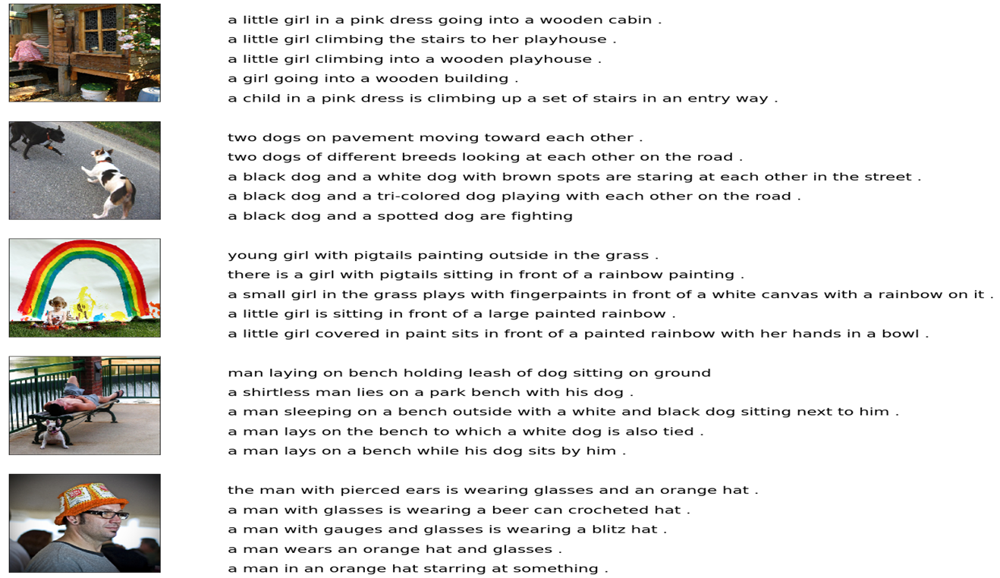 a little girl in a pink dress going into a wooden cabin .
a little girl climbing the stairs to her playhouse .
a little girl climbing into a wooden playhouse .
a girl going into a wooden building .
a child in a pink dress is climbing up a set of stairs in an entry way .
two dogs on pavement moving toward each other .
two dogs of different breeds looking at each other on the road .
a black dog and a white dog with brown spots are staring at each other in the street .
a black dog and a tri-colored dog playing with each other on the road .
a black dog and a spotted dog are fighting
young girl with pigtails painting outside in the grass .
there is a girl with pigtails sitting in front of a rainbow painting .
a small girl in the grass plays with fingerpaints in front of a white canvas with a rainbow on it .
a little girl is sitting in front of a large painted rainbow .
a little girl covered in paint sits in front of a painted rainbow with her hands in a bowl .
man laying on bench holding leash of dog sitting on ground
a shirtless man lies on a park bench with his dog .
a man sleeping on a bench outside with a white and black dog sitting next to him .
a man lays on the bench to which a white dog is also tied .
a man lays on a bench while his dog sits by him .
the man with pierced ears is wearing glasses and an orange hat .
a man with glasses is wearing a beer can crocheted hat .
a man with gauges and glasses is wearing a blitz hat .
a man wears an orange hat and glasses .
a man in an orange hat starring at something .